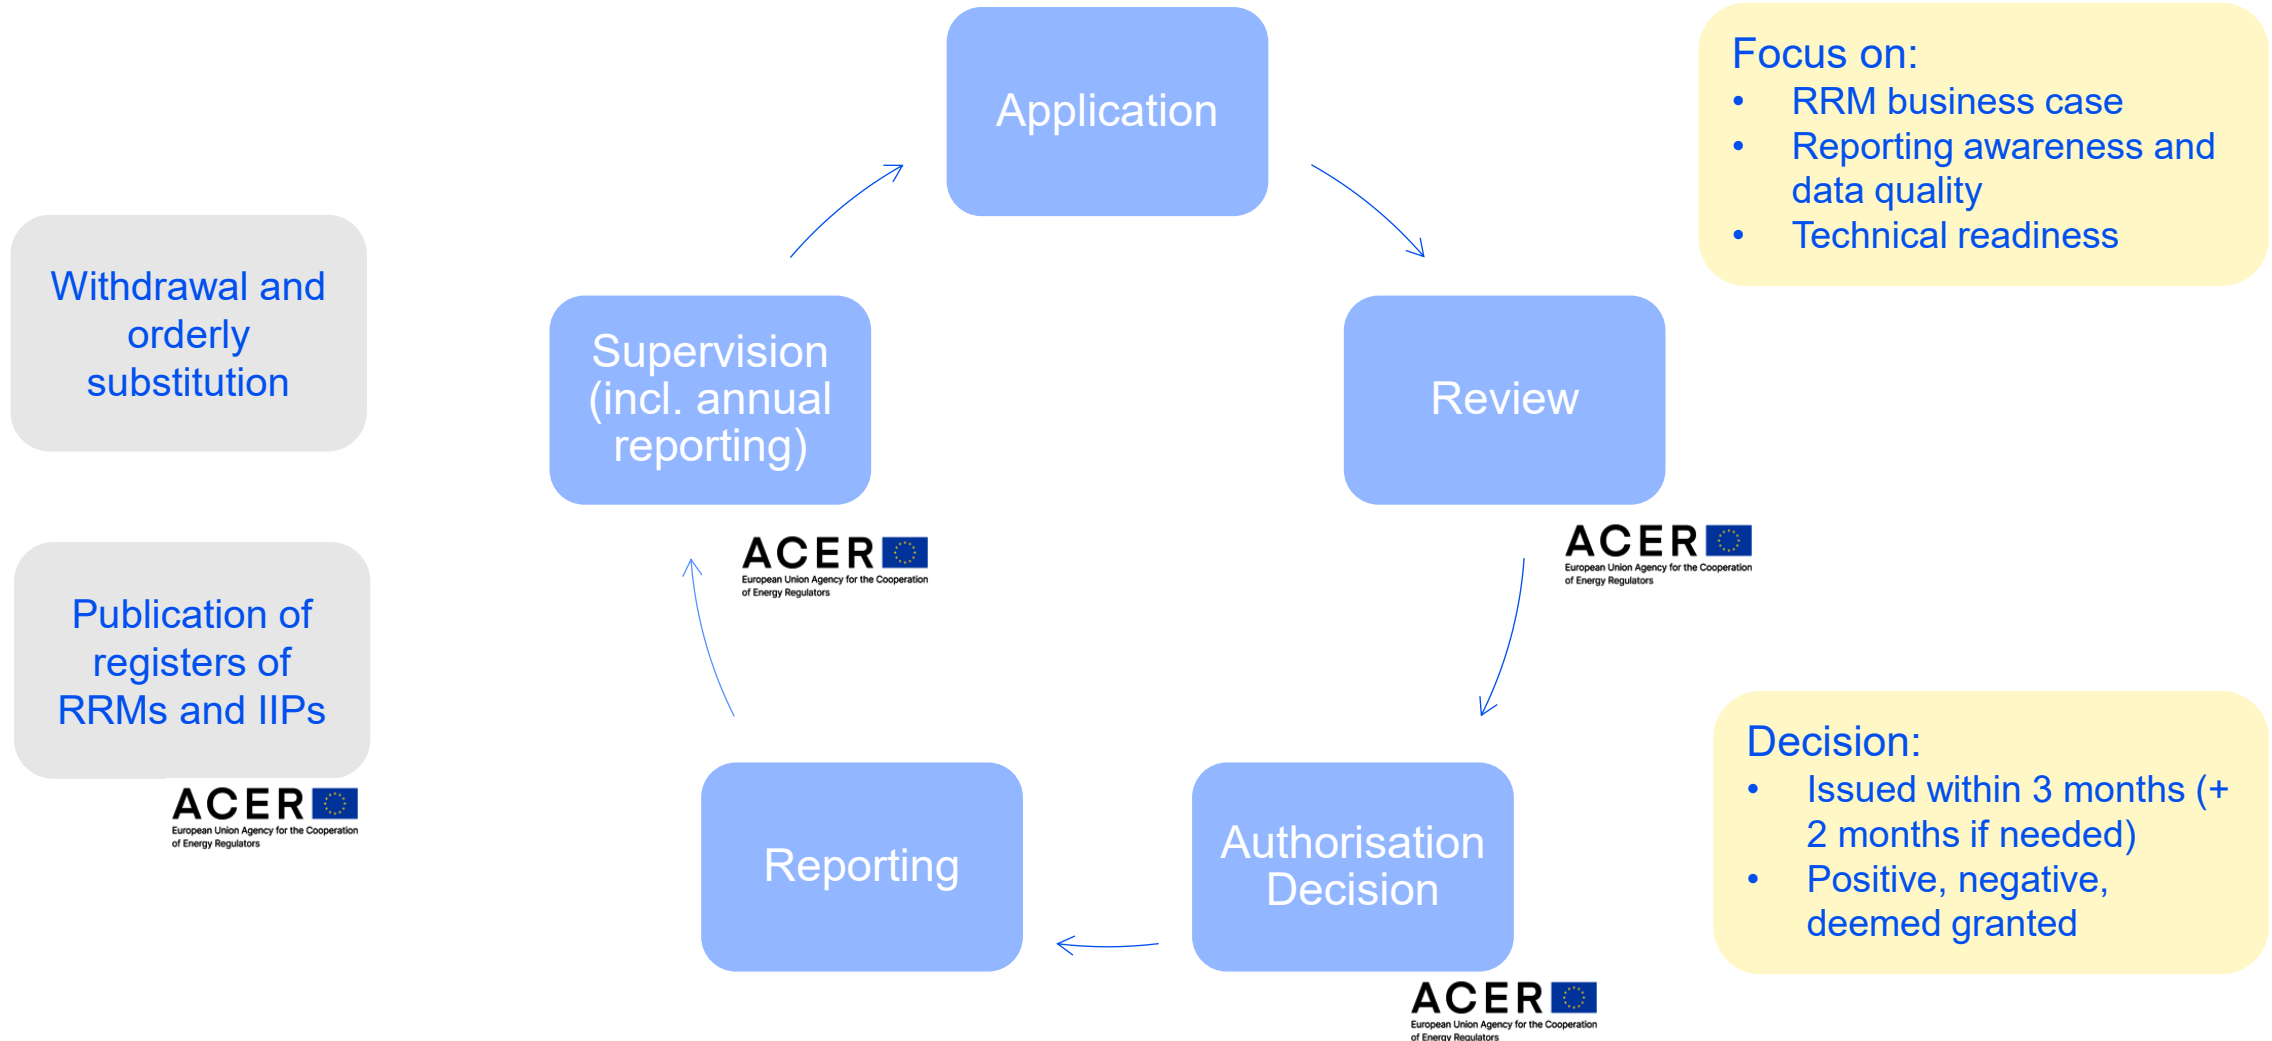 Application
Focus on:
• RRM business case
• Reporting awareness and
data quality
• Technical readiness
Withdrawal and
orderly
substitution
Supervision
(incl. annual
reporting)
Review
ACER
European Union Agency for the Cooperation
of Energy Regulators
ACER
European Union Agency for the Cooperation
of Energy Regulators
Publication of
registers of
RRMs and IIPs
ACER
European Union Agency for the Cooperation
of Energy Regulators
Reporting
Authorisation
Decision
ACER
European Union Agency for the Cooperation
of Energy Regulators
Decision:
• Issued within 3 months (+
2 months if needed)
• Positive, negative,
deemed granted